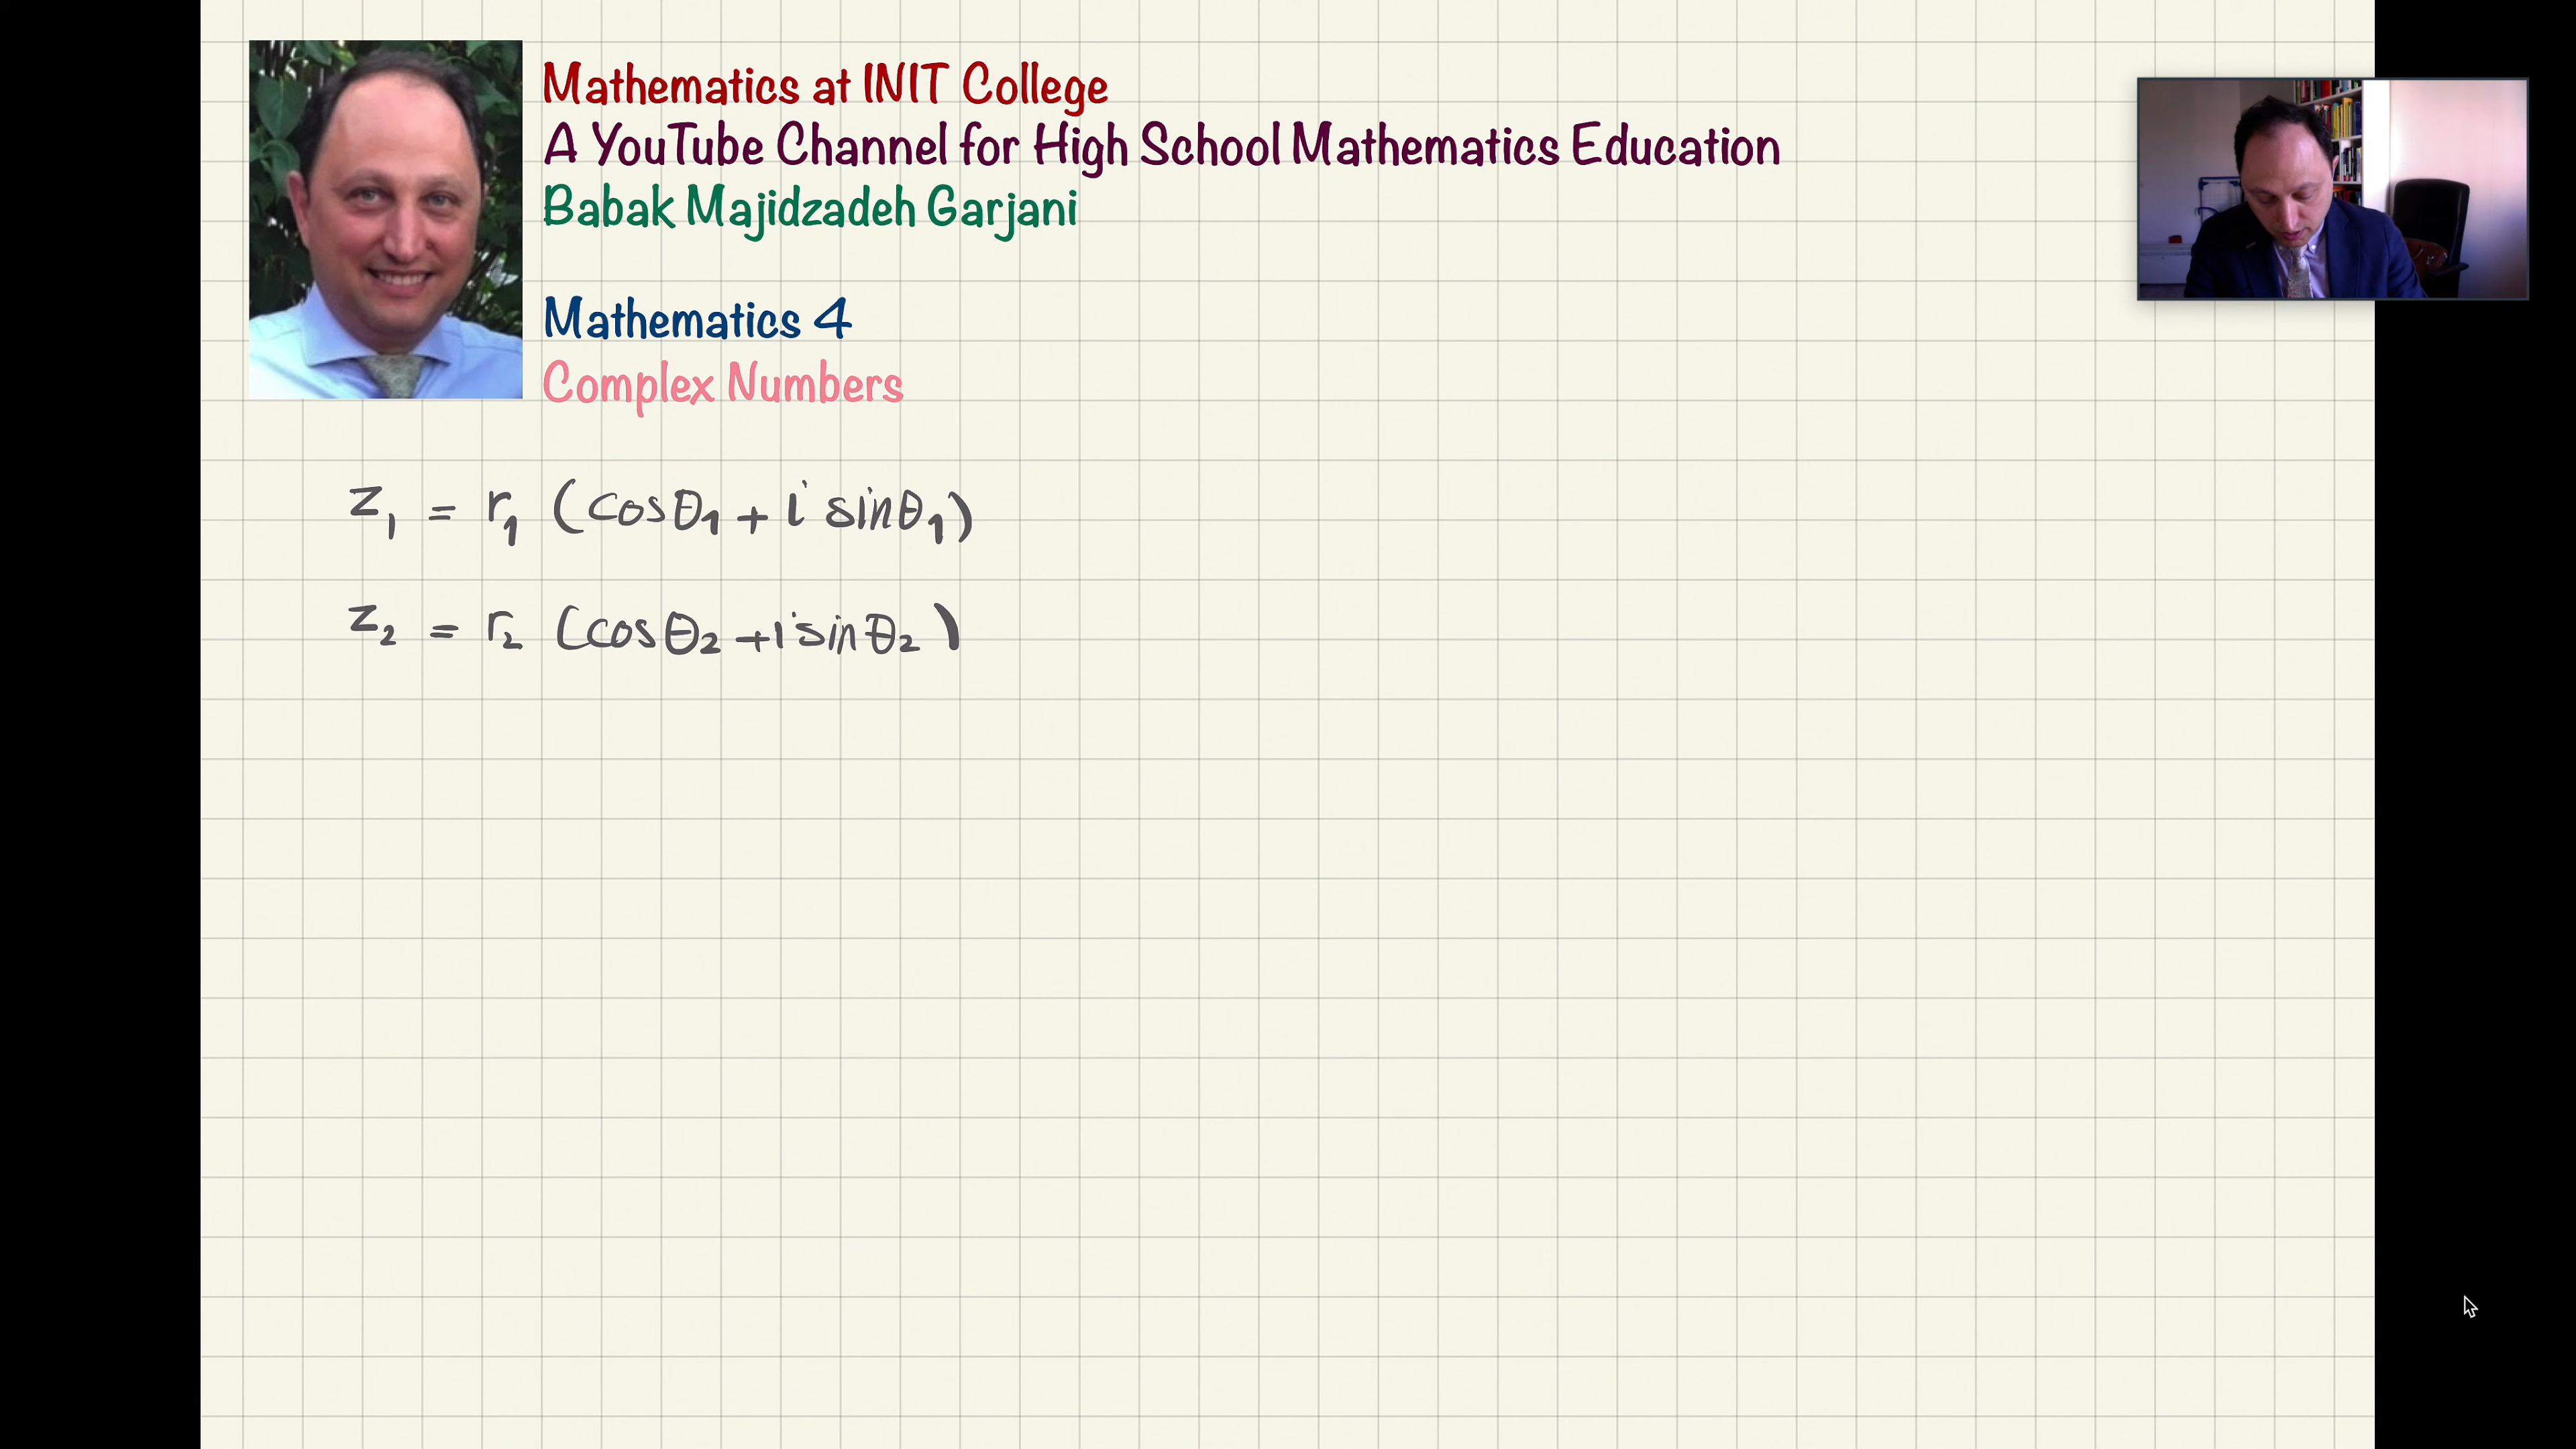 Mathematics at INIT College
A YouTube Channel for High School Mathematics Education
Babak Majidzadeh Garjani
Mathematics 4
Complex Numbers
z₁ = r₁ (cosθ₁ + i sinθ₁)
z₂ = r₂ (cosθ₂ + i sinθ₂)